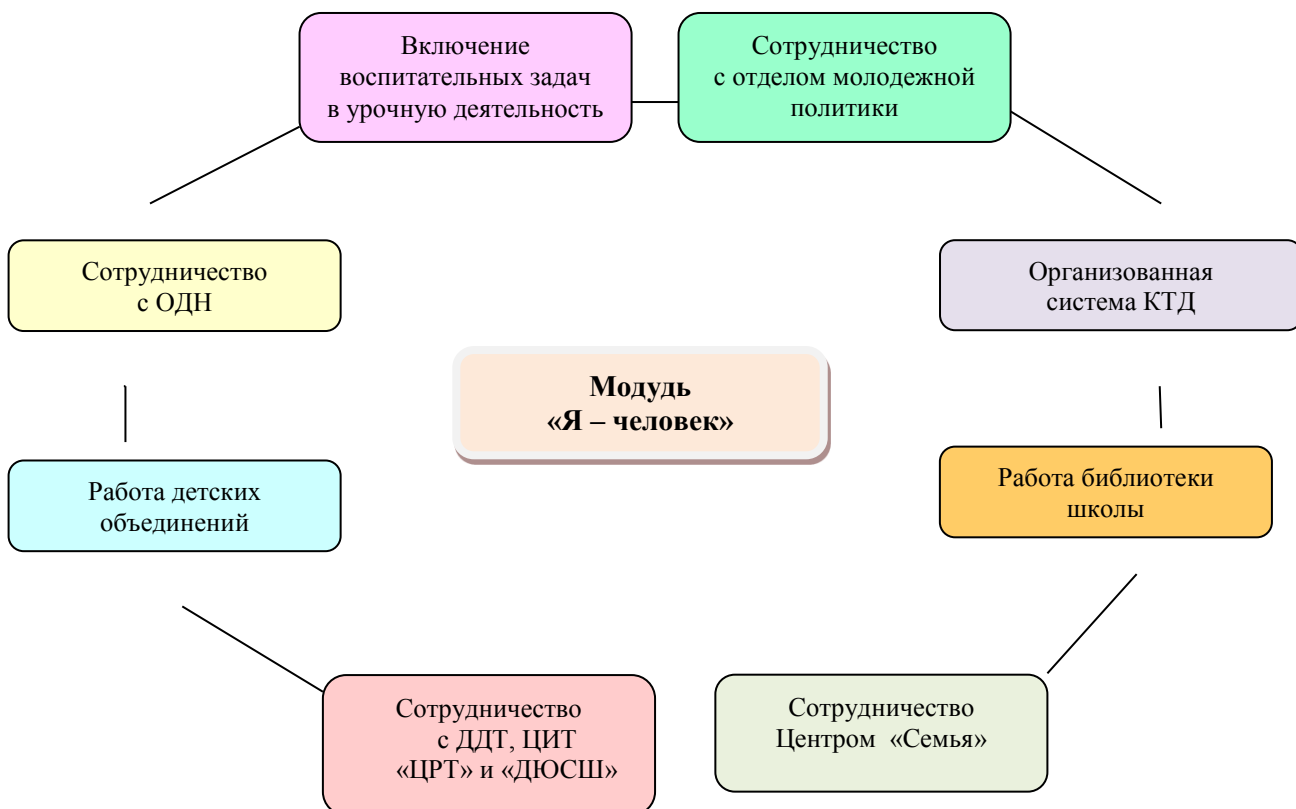 Включение
воспитательных задач
в урочную деятельность
Сотрудничество
с отделом молодежной
политики
Сотрудничество
с ОДН
Организованная
система КТД
Модудь
«Я – человек»
Работа детских
объединений
Работа библиотеки
школы
Сотрудничество
с ДДТ, ЦИТ
«ЦРТ» и «ДЮСШ»
Сотрудничество
Центром «Семья»